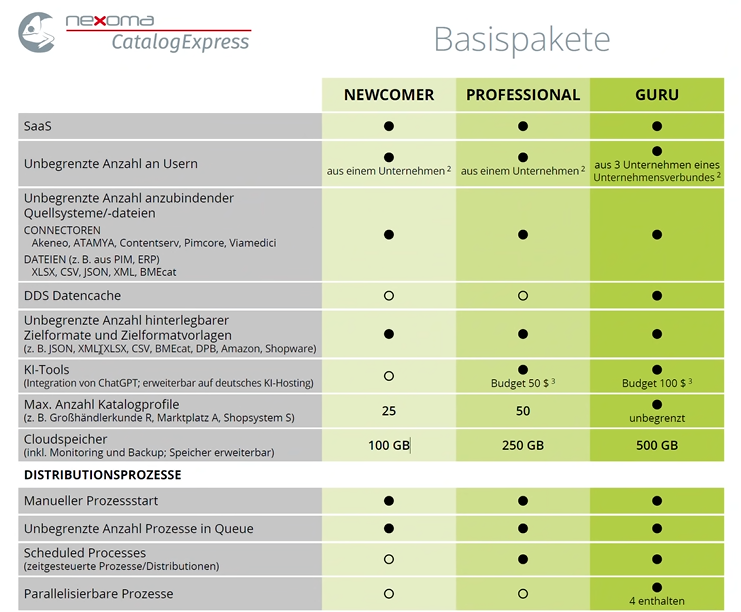 nexoma
CatalogExpress
Basispakete
NEWCOMER PROFESSIONAL GURU
SaaS ● ● ●
Unbegrenzte Anzahl an Usern ● ● ●
aus einem Unternehmen ² aus einem Unternehmen ² aus 3 Unternehmen eines
Unternehmensverbundes ²
Unbegrenzte Anzahl anzubindender
Quellsysteme/-dateien
CONNECTOREN
Akeneo, ATAMYA, Contentserv, Pimcore, Viamedici ● ● ●
DATEIEN (z. B. aus PIM, ERP)
XLSX, CSV, JSON, XML, BMEcat
DDS Datencache ○ ○ ●
Unbegrenzte Anzahl hinterlegbarer
Zielformate und Zielformatvorlagen ● ● ●
(z. B. JSON, XML, XLSX, CSV, BMEcat, DPB, Amazon, Shopware)
KI-Tools ○ ● ●
(Integration von ChatGPT; erweiterbar auf deutsches KI-Hosting) Budget 50 $ ³ Budget 100 $ ³
Max. Anzahl Katalogprofile 25 50 ●
(z. B. Großhändlerkunde R, Marktplatz A, Shopsystem S) unbegrenzt
Cloudspeicher 100 GB 250 GB 500 GB
(inkl. Monitoring und Backup; Speicher erweiterbar)
DISTRIBUTIONSPROZESSE
Manueller Prozessstart ● ● ●
Unbegrenzte Anzahl Prozesse in Queue ● ● ●
Scheduled Processes ○ ● ●
(zeitgesteuerte Prozesse/Distributionen)
Parallelisierbare Prozesse ○ ○ ●
4 enthalten